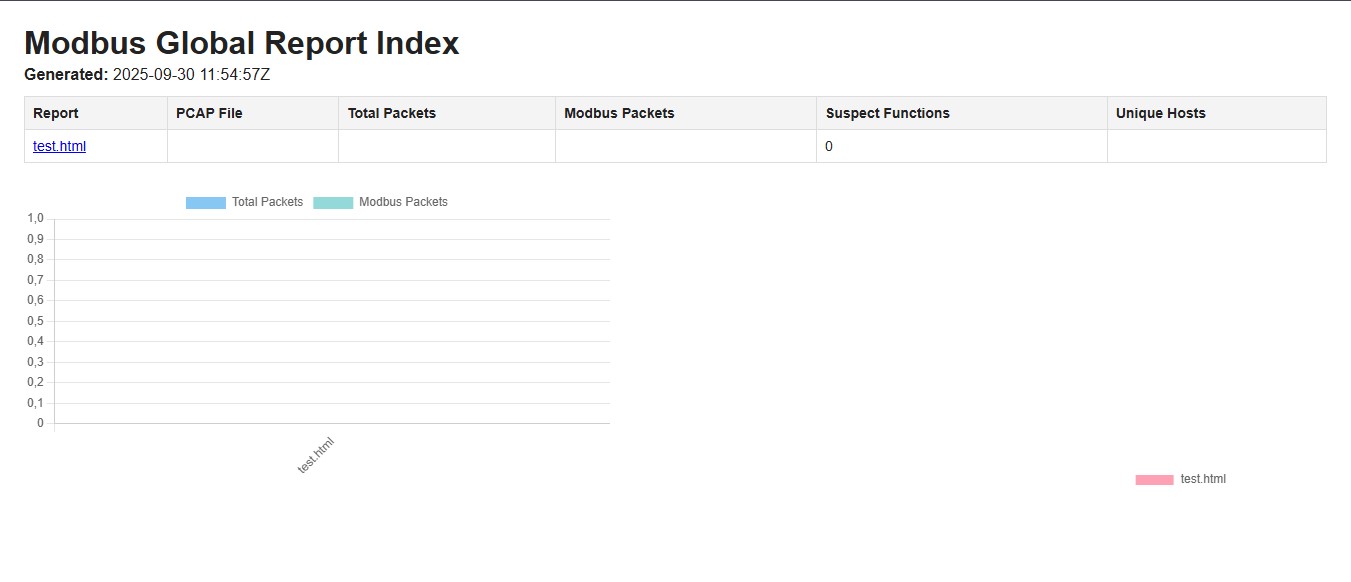 Modbus Global Report Index
Generated: 2025-09-30 11:54:57Z
Report PCAP File Total Packets Modbus Packets Suspect Functions Unique Hosts
test.html 0
Total Packets Modbus Packets
1,0
0,9
0,8
0,7
0,6
0,5
0,4
0,3
0,2
0,1
0
test.html
test.html